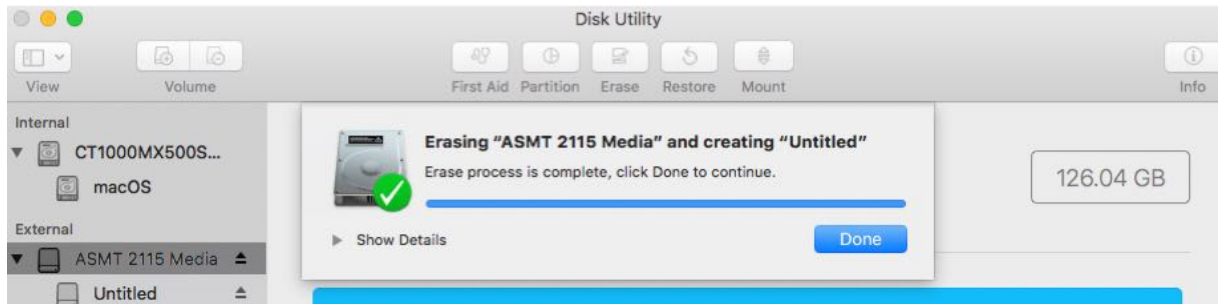 Disk Utility
View
Volume
First Aid
Partition
Erase
Restore
Mount
Info
Internal
CT1000MX500S...
macOS
External
ASMT 2115 Media
Untitled
Erasing “ASMT 2115 Media” and creating “Untitled”
Erase process is complete, click Done to continue.
Show Details
Done
126.04 GB